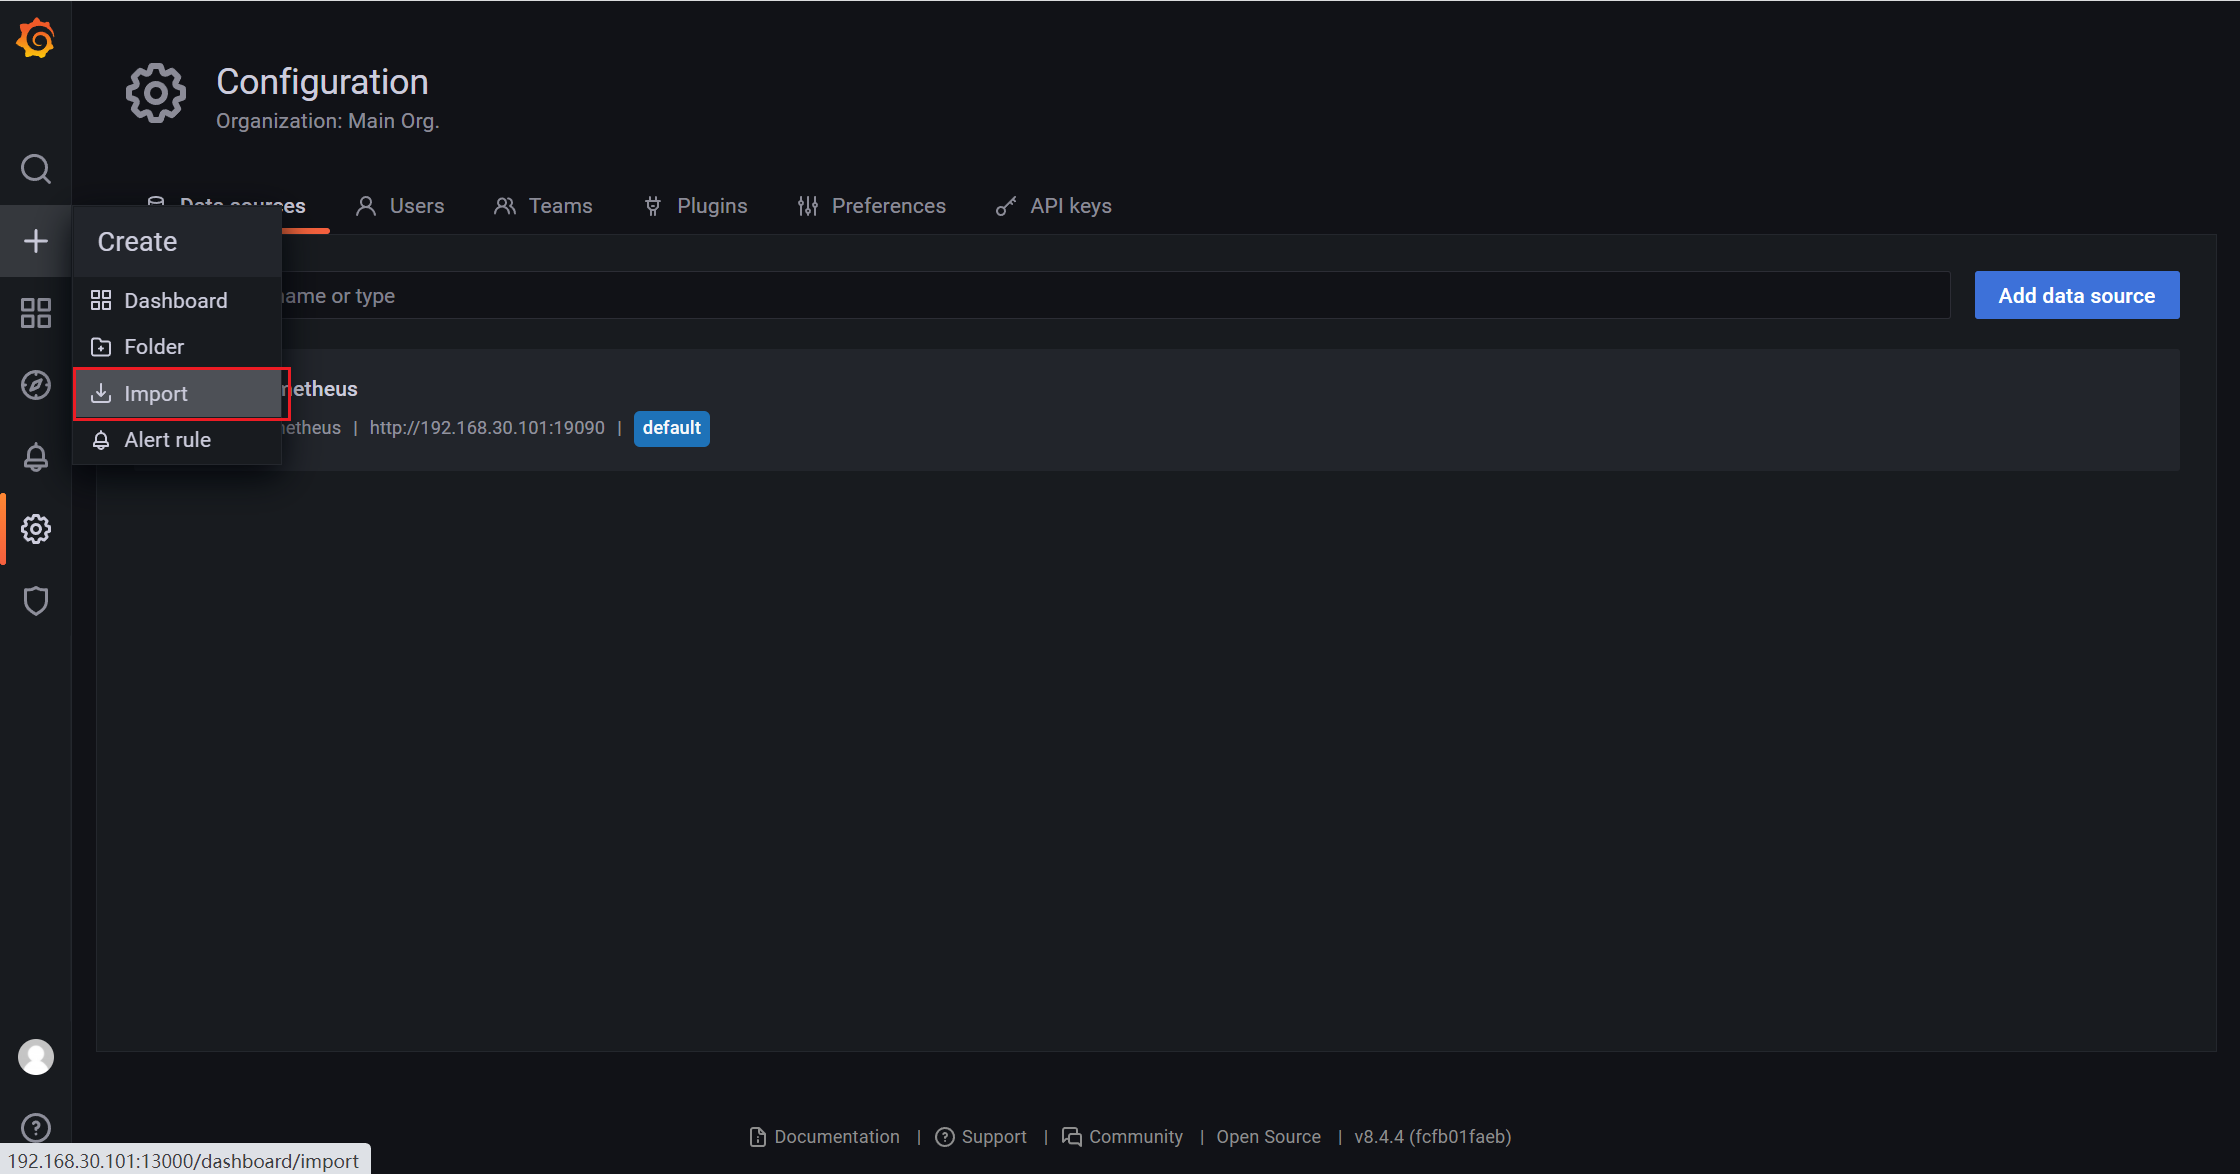 Configuration
Organization: Main Org.
Data sources
Users
Teams
Plugins
Preferences
API keys
Create
Dashboard
Folder
Import
Alert rule
name or type
Add data source
metheus
etheus | http://192.168.30.101:19090 | default
Documentation | Support | Community | Open Source | v8.4.4 (fcfb01faeb)
192.168.30.101:13000/dashboard/import